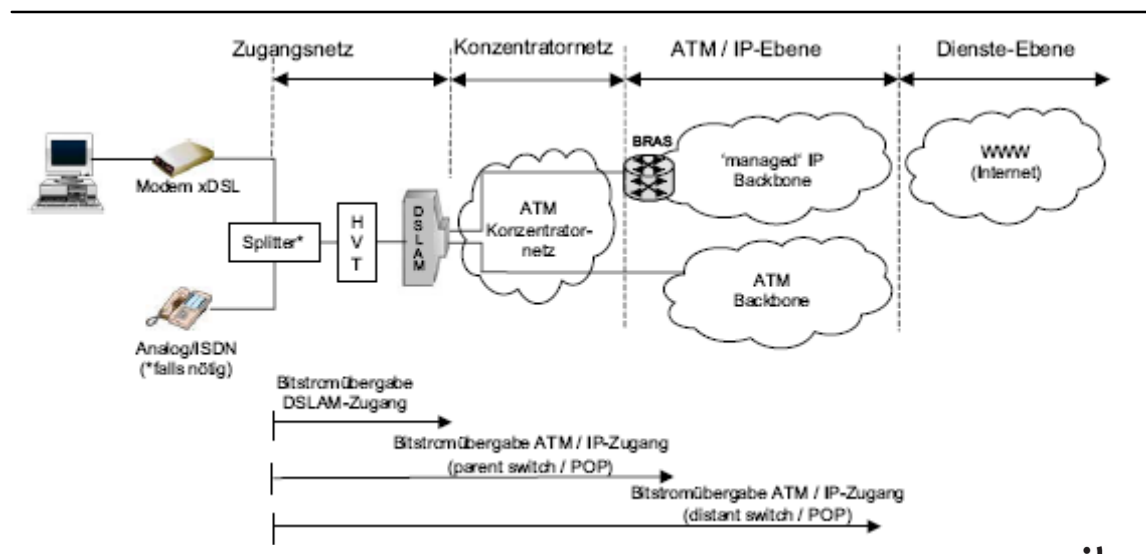 Zugangsnetz
Konzentratornetz
ATM / IP-Ebene
Dienste-Ebene
BRAS
'managed' IP
Backbone
WWW
(Internet)
Modem xDSL
ATM
Konzentrator-
netz
Splitter*
HVT
DSLAM
ATM
Backbone
Analog/ISDN
(*falls nötig)
Bitstromübergabe
DSLAM-Zugang
Bitstromübergabe ATM / IP-Zugang
(parent switch / POP)
Bitstromübergabe ATM / IP-Zugang
(distant switch / POP)